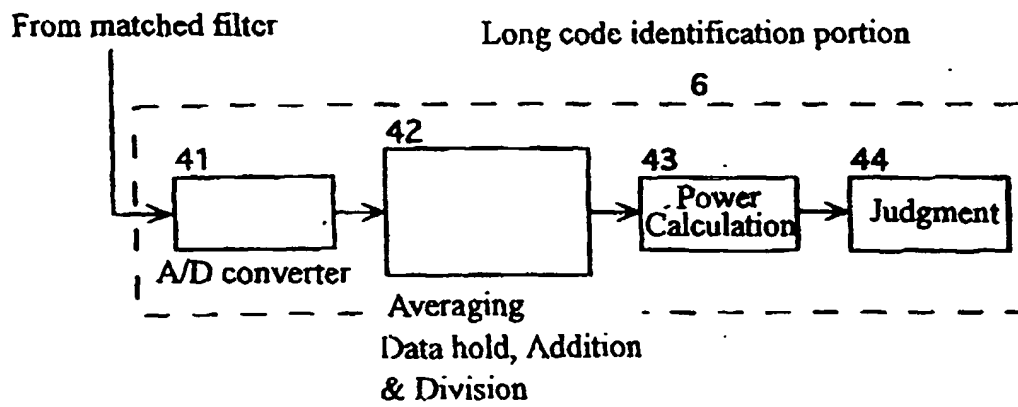 From matched filter
Long code identification portion
6
41
42
43
44
Power
Calculation
Judgment
A/D converter
Averaging
Data hold, Addition
& Division